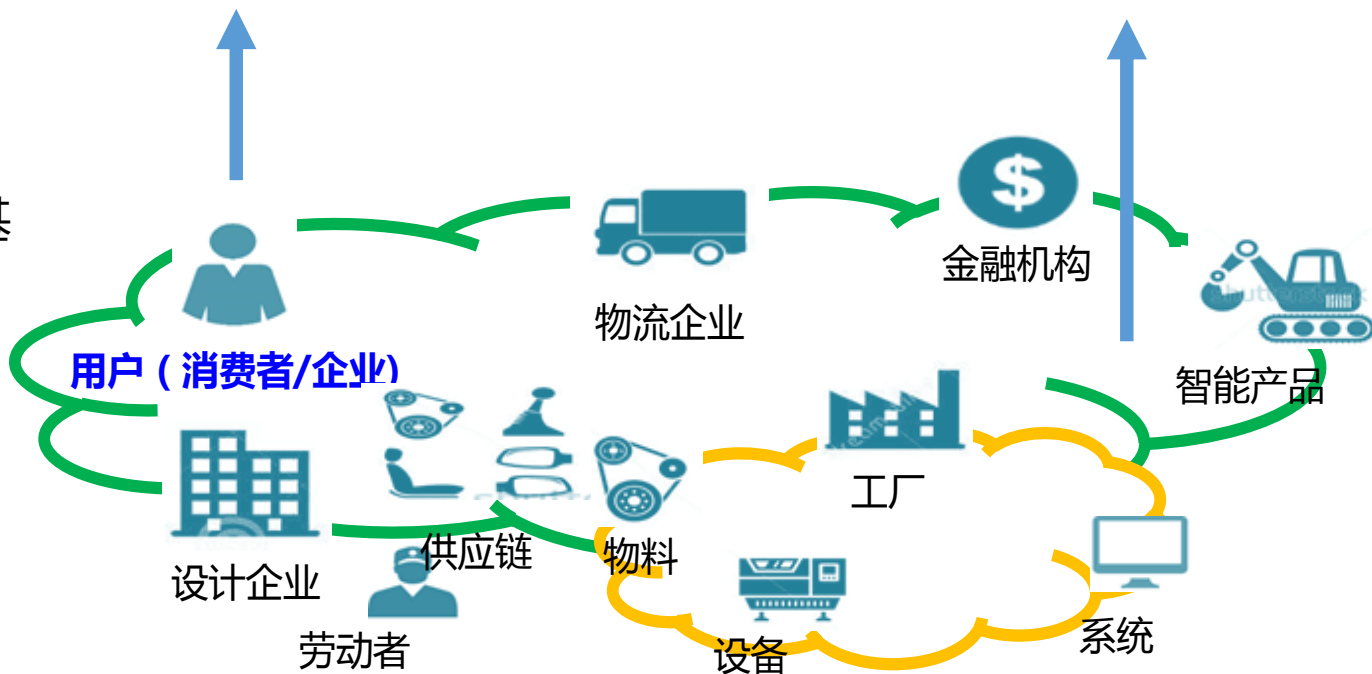 金融机构
物流企业
用户（消费者/企业)
智能产品
工厂
供应链
物料
设计企业
劳动者
设备
系统